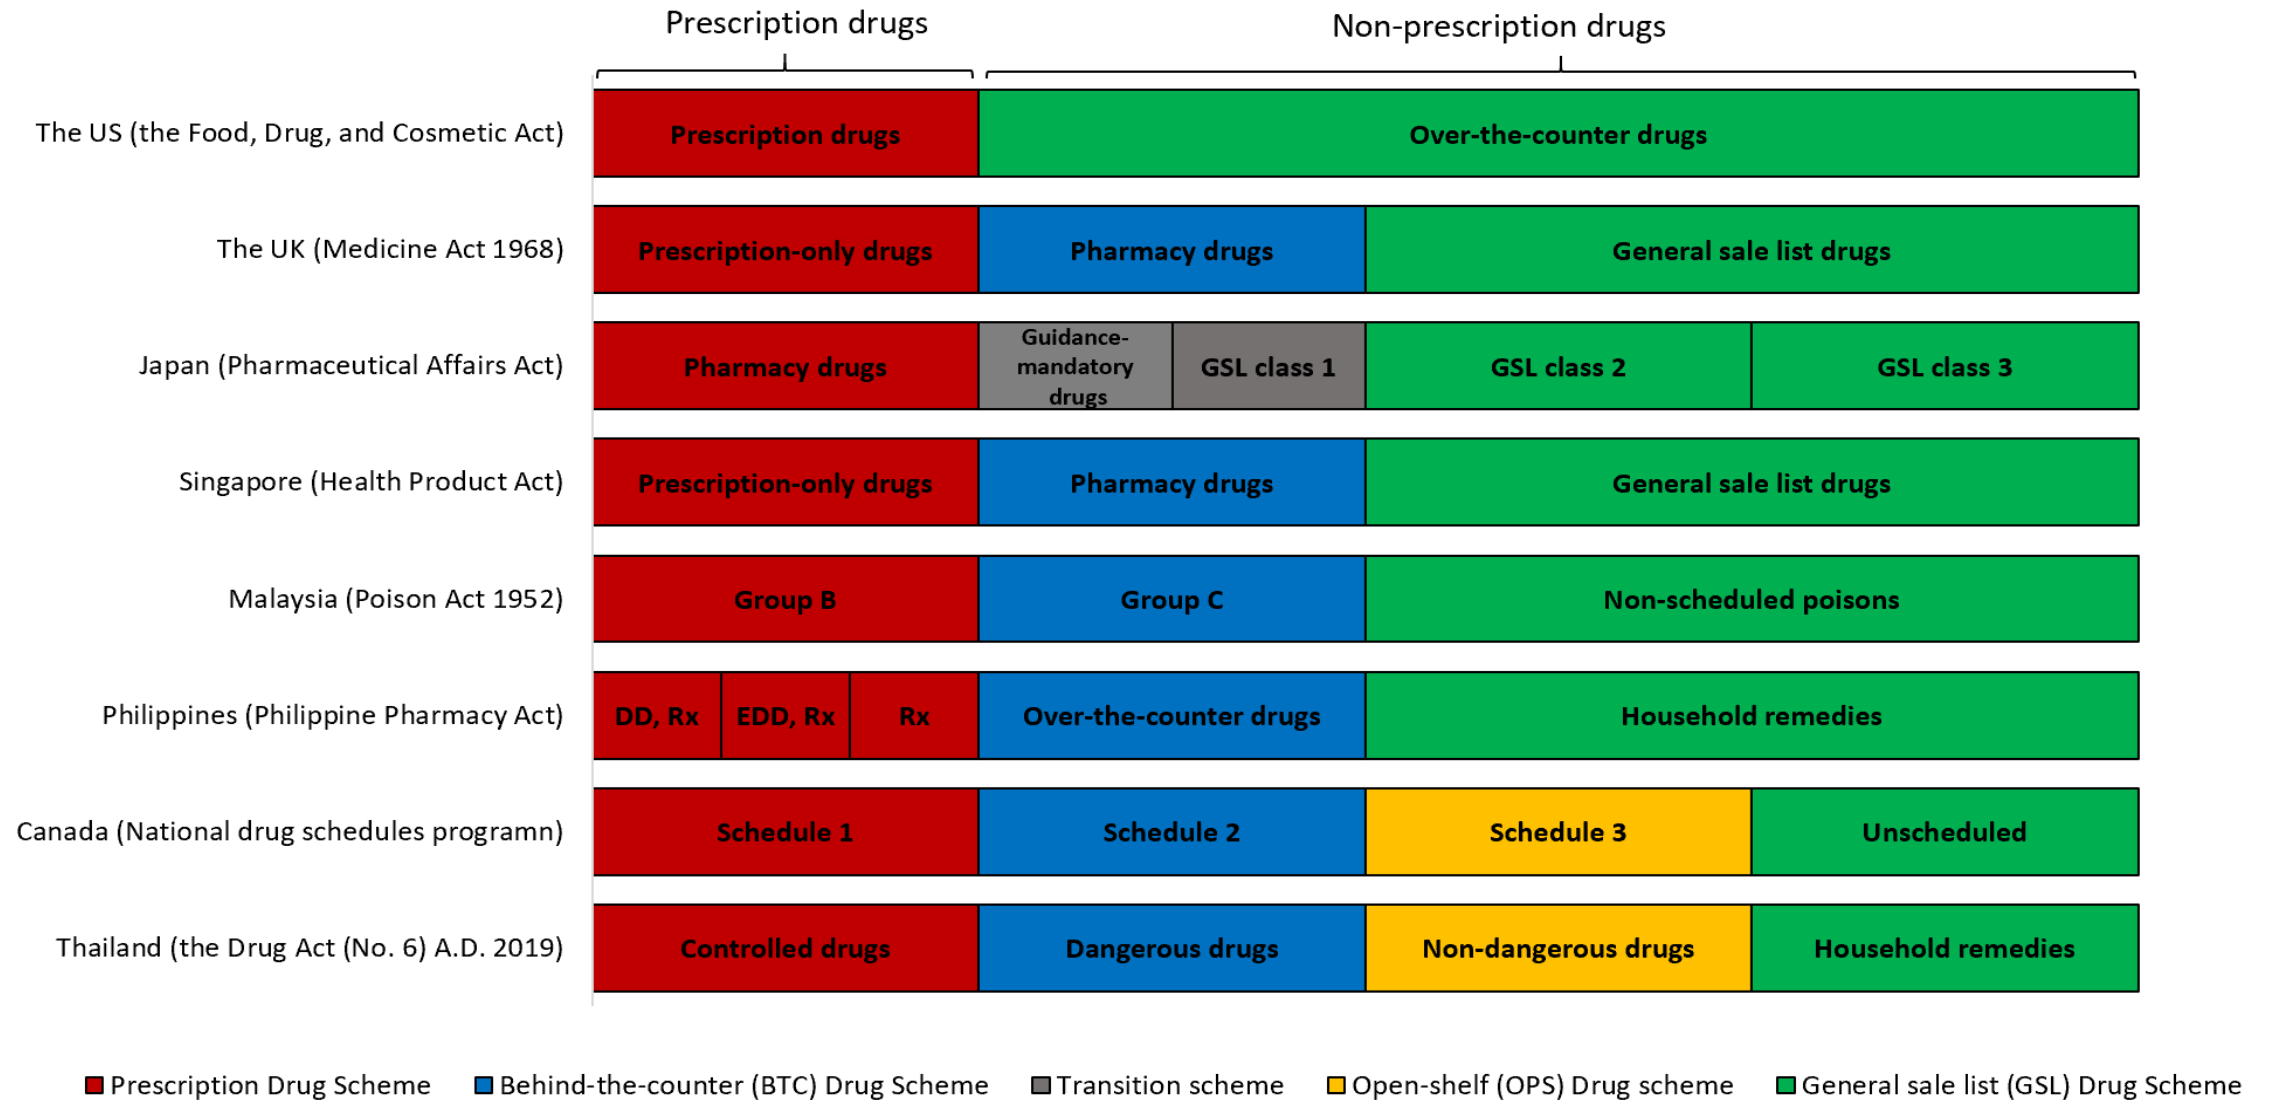 Prescription drugs
Non-prescription drugs
The US (the Food, Drug, and Cosmetic Act)
Prescription drugs
Over-the-counter drugs
The UK (Medicine Act 1968)
Prescription-only drugs
Pharmacy drugs
General sale list drugs
Japan (Pharmaceutical Affairs Act)
Pharmacy drugs
Guidance-
mandatory
drugs
GSL class 1
GSL class 2
GSL class 3
Singapore (Health Product Act)
Prescription-only drugs
Pharmacy drugs
General sale list drugs
Malaysia (Poison Act 1952)
Group B
Group C
Non-scheduled poisons
Philippines (Philippine Pharmacy Act)
DD, Rx
EDD, Rx
Rx
Over-the-counter drugs
Household remedies
Canada (National drug schedules programn)
Schedule 1
Schedule 2
Schedule 3
Unscheduled
Thailand (the Drug Act (No. 6) A.D. 2019)
Controlled drugs
Dangerous drugs
Non-dangerous drugs
Household remedies
Prescription Drug Scheme
Behind-the-counter (BTC) Drug Scheme
Transition scheme
Open-shelf (OPS) Drug scheme
General sale list (GSL) Drug Scheme